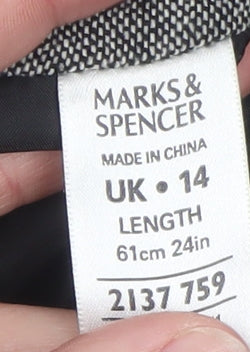 MARKS &
SPENCER
MADE IN CHINA
UK • 14
LENGTH
61cm 24in
2137 759